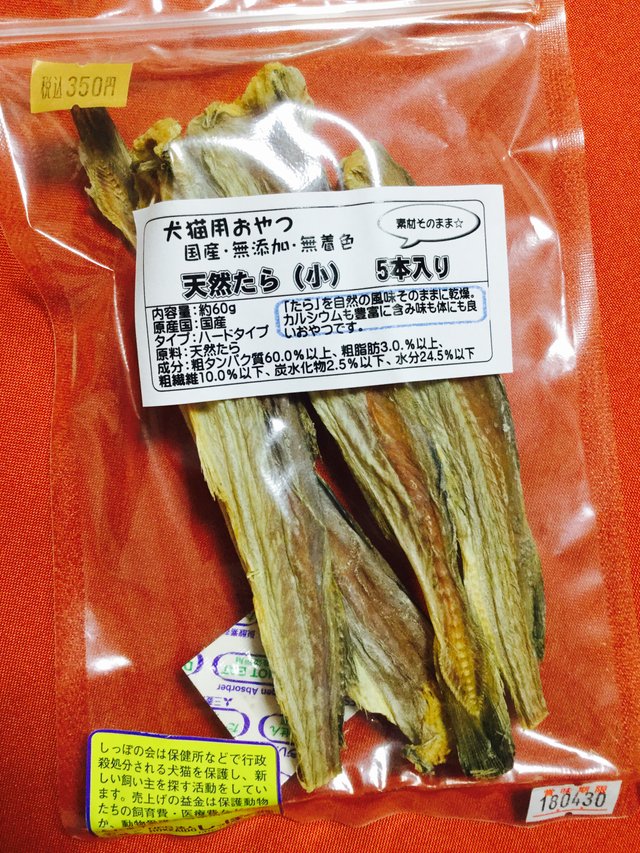 税込350円
犬猫用おやつ
素材そのまま☆
国産・無添加・無着色
天然たら（小） 5本入り
内容量：約60g
原産国：国産
タイプ：ハードタイプ
原料：天然たら
「たら」を自然の風味そのままに乾燥。
カルシウムも豊富に含み味も体にも良
いおやつです。
成分：粗タンパク質60.0％以上、粗脂肪3.0.％以上、
粗繊維10.0％以下、炭水化物2.5％以下、水分24.5％以下
Absorber
しっぽの会は保健所などで行政
殺処分される犬猫を保護し、新
しい飼い主を探す活動をしてい
ます。売上げの益金は保護動物
たちの飼育費・医療費
賞味期限
180430